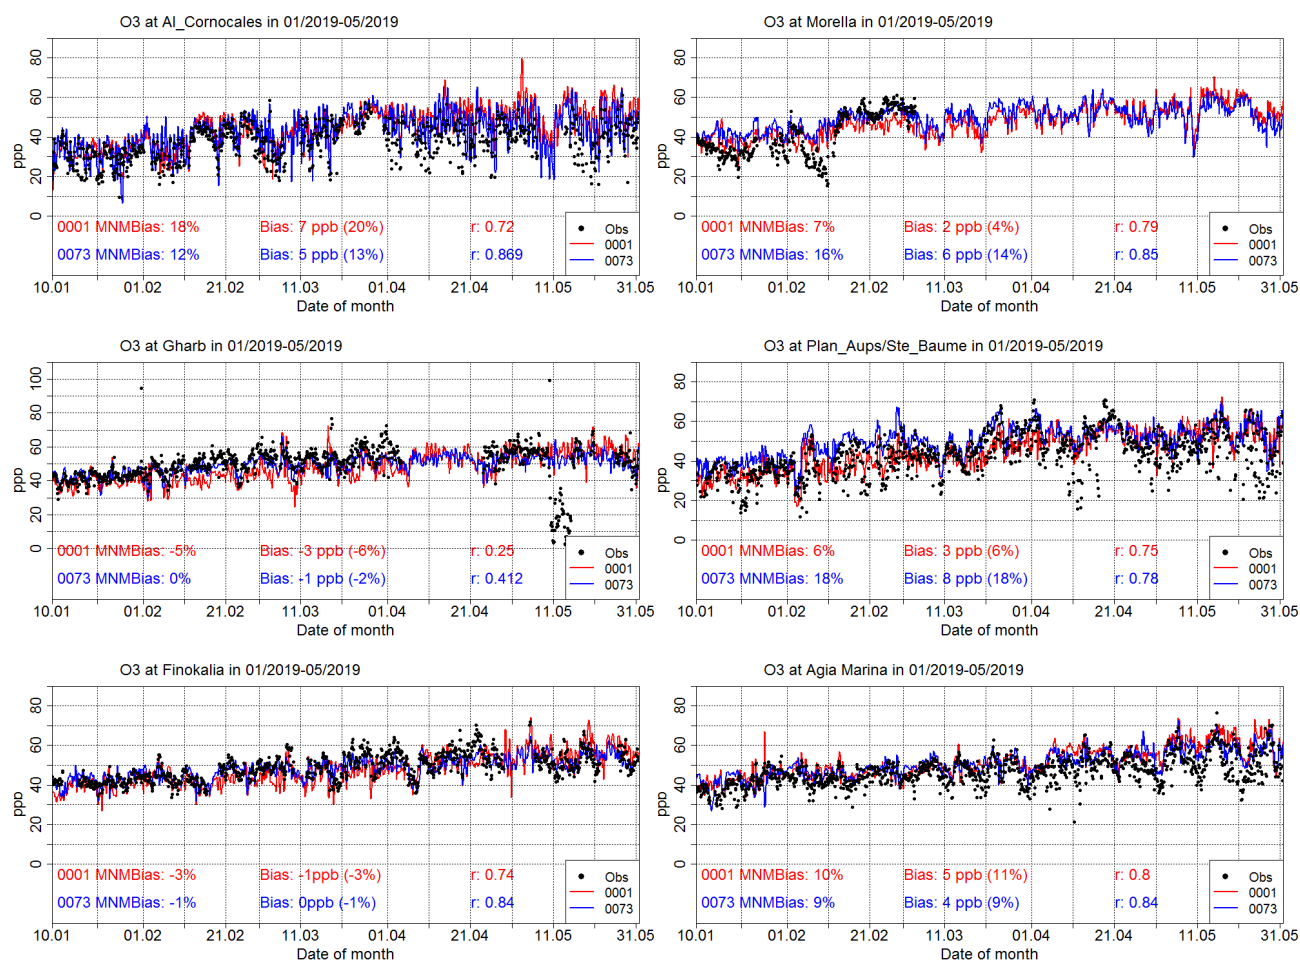 O3 at Al_Cornocales in 01/2019-05/2019
80
60
40
20
0
ppb
0001 MNMBias: 18% Bias: 7 ppb (20%) r: 0.72
0073 MNMBias: 12% Bias: 5 ppb (13%) r: 0.869
Obs
0001
0073
10.01 01.02 21.02 11.03 01.04 21.04 11.05 31.05
Date of month
O3 at Morella in 01/2019-05/2019
80
60
40
20
0
ppb
0001 MNMBias: 7% Bias: 2 ppb (4%) r: 0.79
0073 MNMBias: 16% Bias: 6 ppb (14%) r: 0.85
Obs
0001
0073
10.01 01.02 21.02 11.03 01.04 21.04 11.05 31.05
Date of month
O3 at Gharb in 01/2019-05/2019
100
80
60
40
20
0
ppb
0001 MNMBias: -5% Bias: -3 ppb (-6%) r: 0.25
0073 MNMBias: 0% Bias: -1 ppb (-2%) r: 0.412
Obs
0001
0073
10.01 01.02 21.02 11.03 01.04 21.04 11.05 31.05
Date of month
O3 at Plan_Aups/Ste_Baume in 01/2019-05/2019
80
60
40
20
0
ppb
0001 MNMBias: 6% Bias: 3 ppb (6%) r: 0.75
0073 MNMBias: 18% Bias: 8 ppb (18%) r: 0.78
Obs
0001
0073
10.01 01.02 21.02 11.03 01.04 21.04 11.05 31.05
Date of month
O3 at Finokalia in 01/2019-05/2019
80
60
40
20
0
ppb
0001 MNMBias: -3% Bias: -1ppb (-3%) r: 0.74
0073 MNMBias: -1% Bias: 0ppb (-1%) r: 0.84
Obs
0001
0073
10.01 01.02 21.02 11.03 01.04 21.04 11.05 31.05
Date of month
O3 at Agia Marina in 01/2019-05/2019
80
60
40
20
0
ppb
0001 MNMBias: 10% Bias: 5 ppb (11%) r: 0.8
0073 MNMBias: 9% Bias: 4 ppb (9%) r: 0.84
Obs
0001
0073
10.01 01.02 21.02 11.03 01.04 21.04 11.05 31.05
Date of month